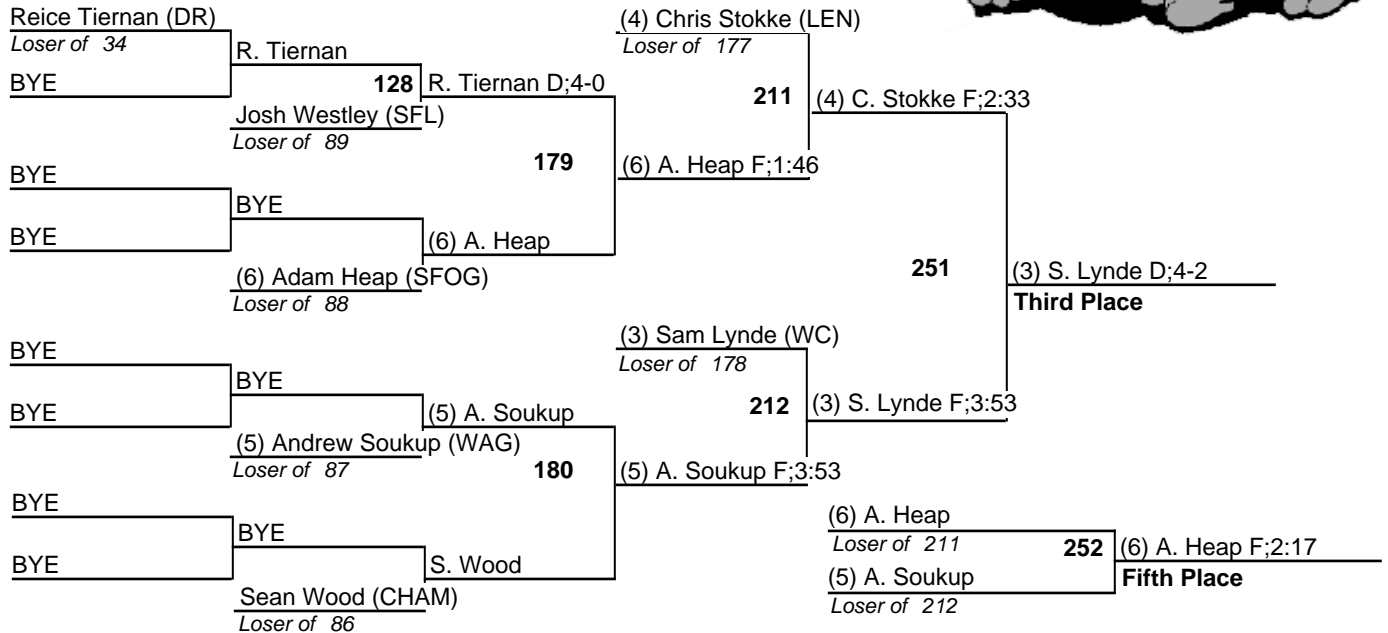 Reice Tiernan (DR)
Loser of 34
BYE
R. Tiernan
128
Josh Westley (SFL)
Loser of 89
R. Tiernan D;4-0
BYE
BYE
BYE
(6) Adam Heap (SFOG)
Loser of 88
(6) A. Heap
179
(4) Chris Stokke (LEN)
Loser of 177
(6) A. Heap F;1:46
211
(4) C. Stokke F;2:33
BYE
BYE
BYE
(5) Andrew Soukup (WAG)
Loser of 87
(5) A. Soukup
BYE
BYE
BYE
Sean Wood (CHAM)
Loser of 86
S. Wood
180
(3) Sam Lynde (WC)
Loser of 178
(5) A. Soukup F;3:53
212
(3) S. Lynde F;3:53
251
(3) S. Lynde D;4-2
Third Place
(6) A. Heap
Loser of 211
(5) A. Soukup
Loser of 212
252
(6) A. Heap F;2:17
Fifth Place